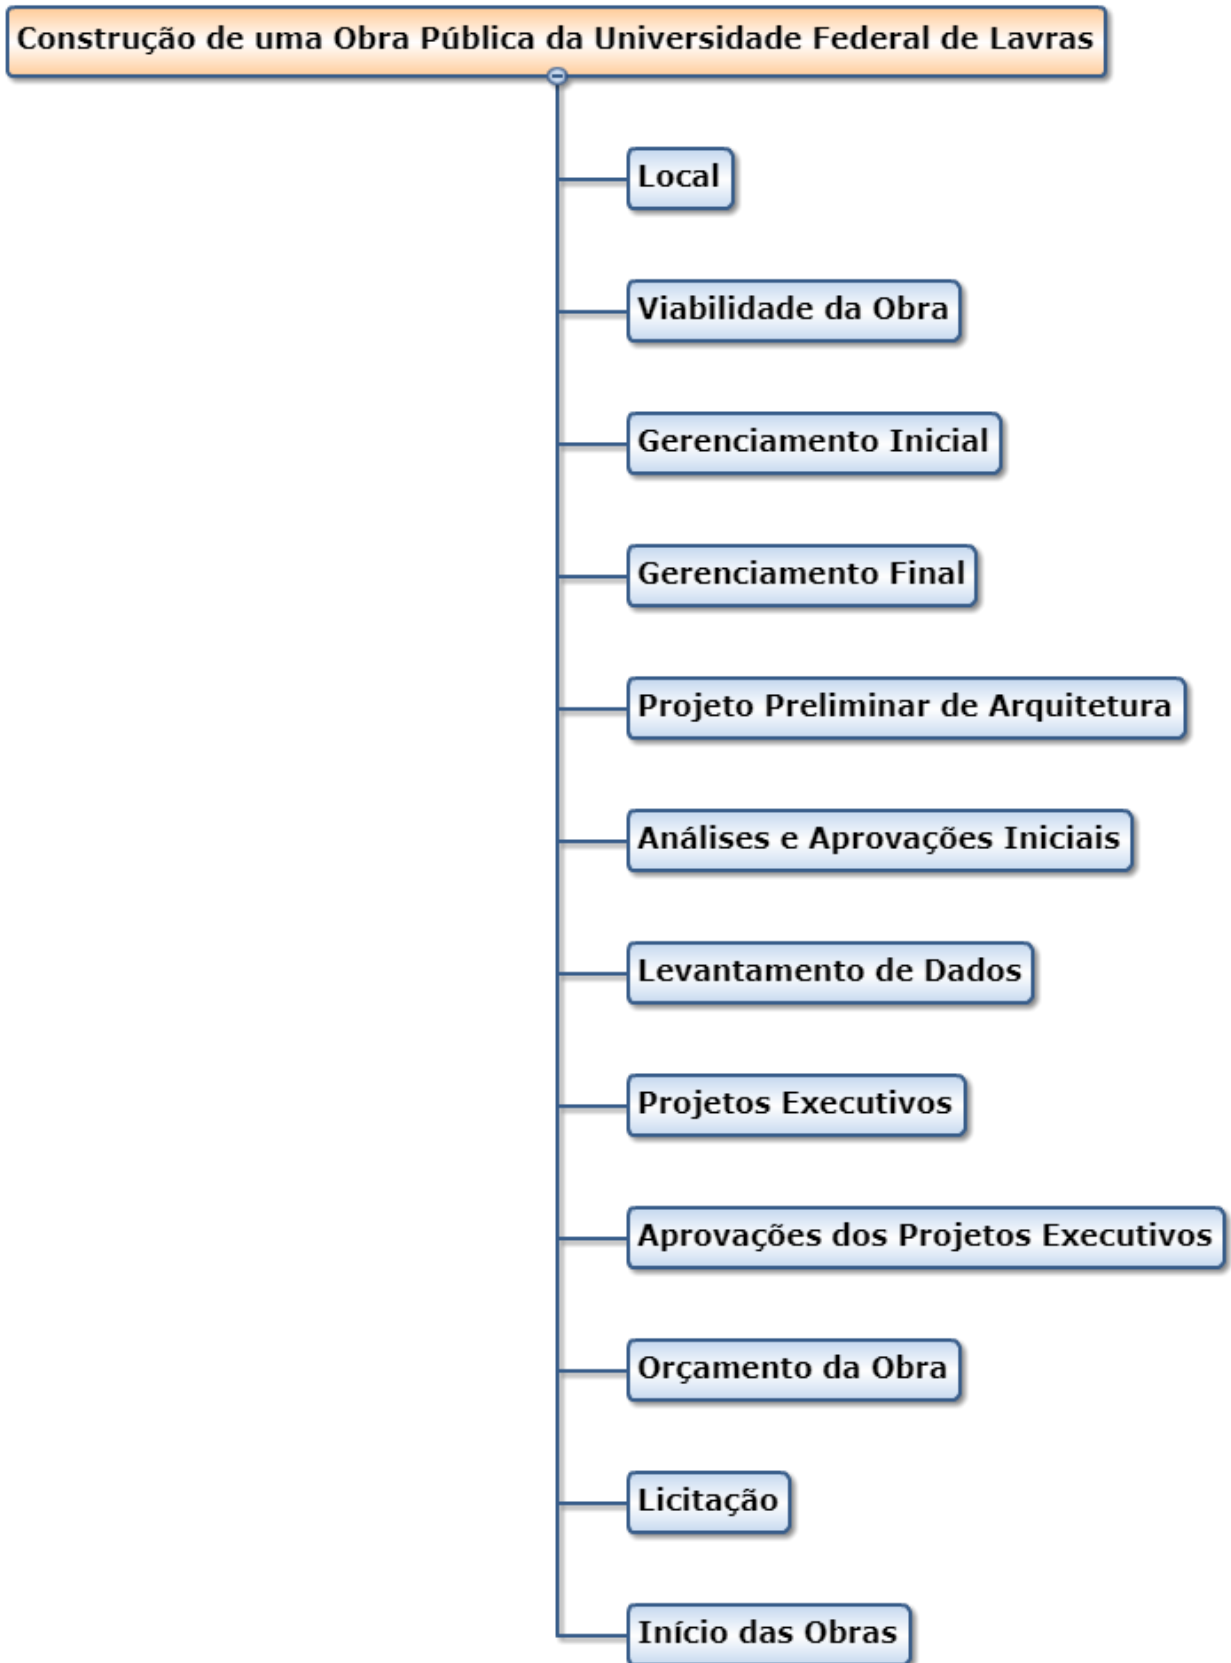 Construção de uma Obra Pública da Universidade Federal de Lavras
Local
Viabilidade da Obra
Gerenciamento Inicial
Gerenciamento Final
Projeto Preliminar de Arquitetura
Análises e Aprovações Iniciais
Levantamento de Dados
Projetos Executivos
Aprovações dos Projetos Executivos
Orçamento da Obra
Licitação
Início das Obras